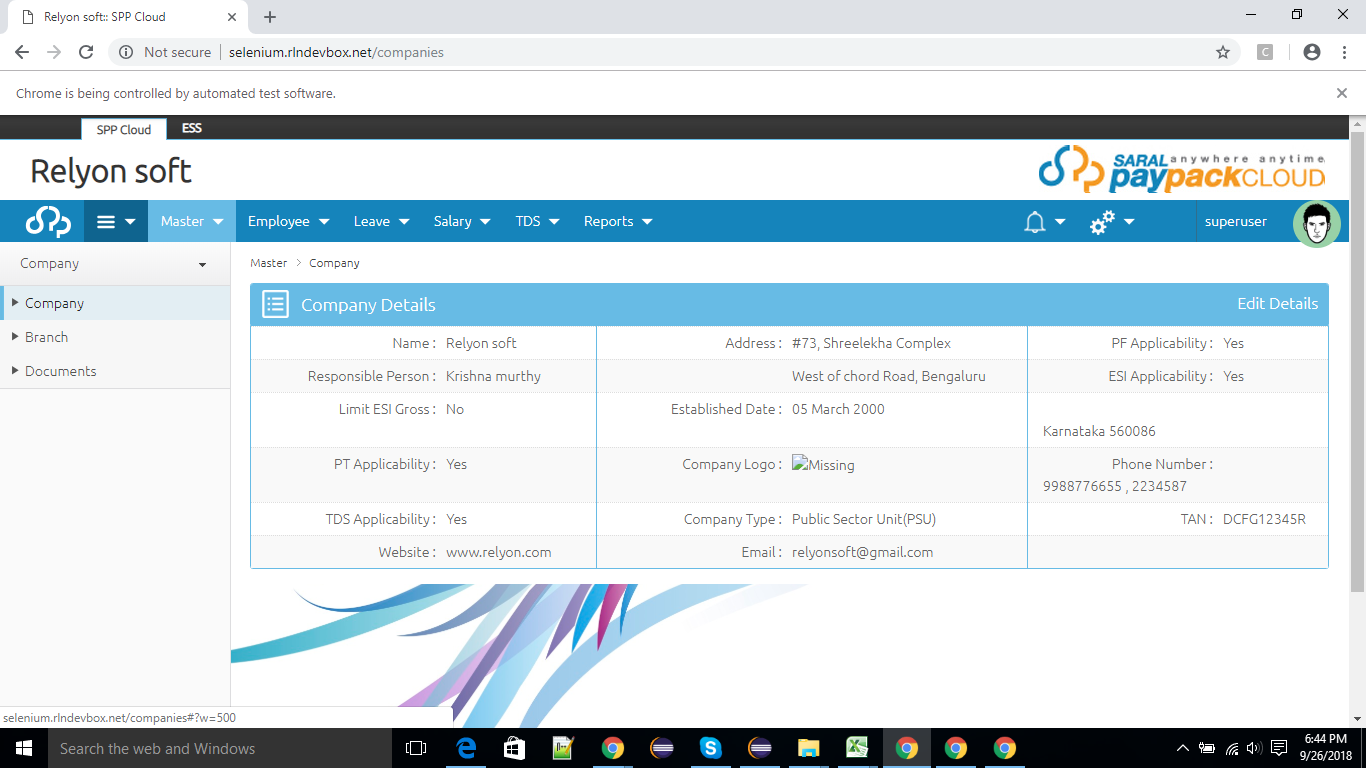 Relyon soft:: SPP Cloud
Not secure selenium.rlndevbox.net/companies
C
Chrome is being controlled by automated test software.
SPP Cloud ESS
Relyon soft
SARAL anywhere anytime
paypackCLOUD
Master Employee Leave Salary TDS Reports superuser
Company
Company
Branch
Documents
Master > Company
Company Details Edit Details
Name : Relyon soft Address : #73, Shreelekha Complex PF Applicability : Yes
Responsible Person : Krishna murthy West of chord Road, Bengaluru ESI Applicability : Yes
Limit ESI Gross : No Established Date : 05 March 2000
Karnataka 560086
PT Applicability : Yes Company Logo : Missing Phone Number :
9988776655 , 2234587
TDS Applicability : Yes Company Type : Public Sector Unit(PSU) TAN : DCFG12345R
Website : www.relyon.com Email : relyonsoft@gmail.com
selenium.rlndevbox.net/companies#?w=500
Search the web and Windows
6:44 PM
9/26/2018